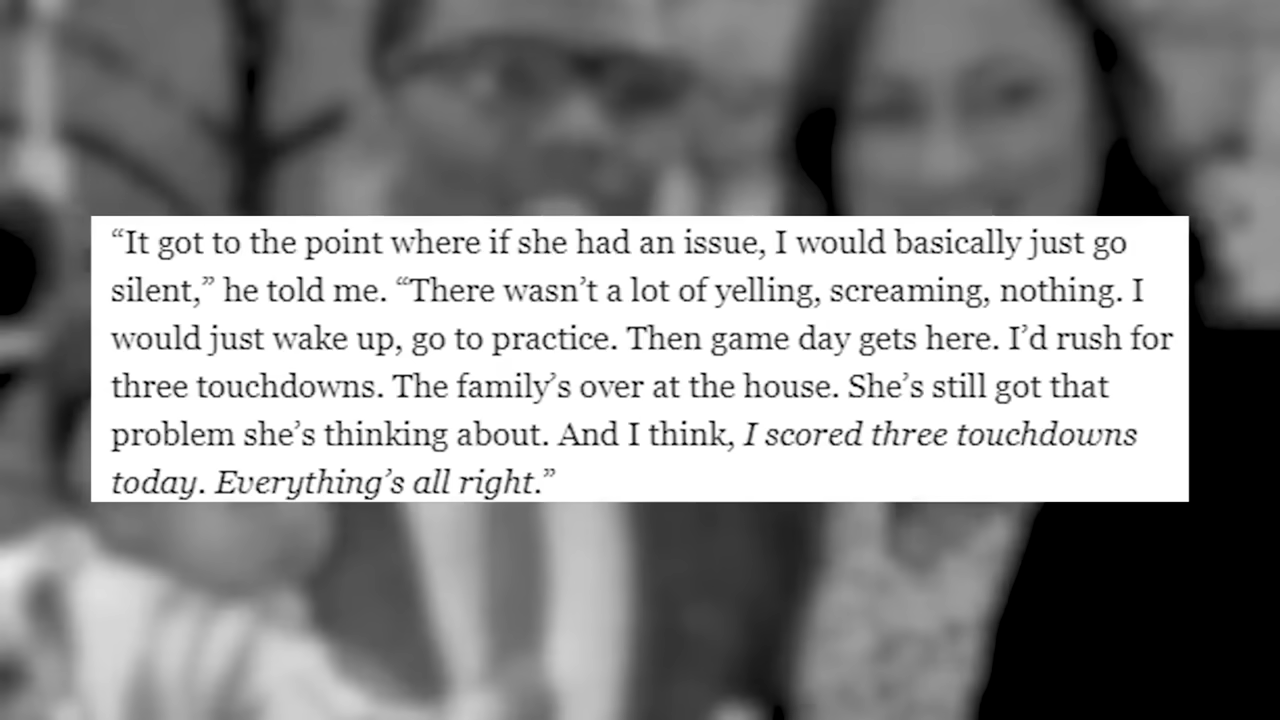 “It got to the point where if she had an issue, I would basically just go
silent,” he told me. “There wasn’t a lot of yelling, screaming, nothing. I
would just wake up, go to practice. Then game day gets here. I’d rush for
three touchdowns. The family’s over at the house. She’s still got that
problem she’s thinking about. And I think, I scored three touchdowns
today. Everything’s all right.”